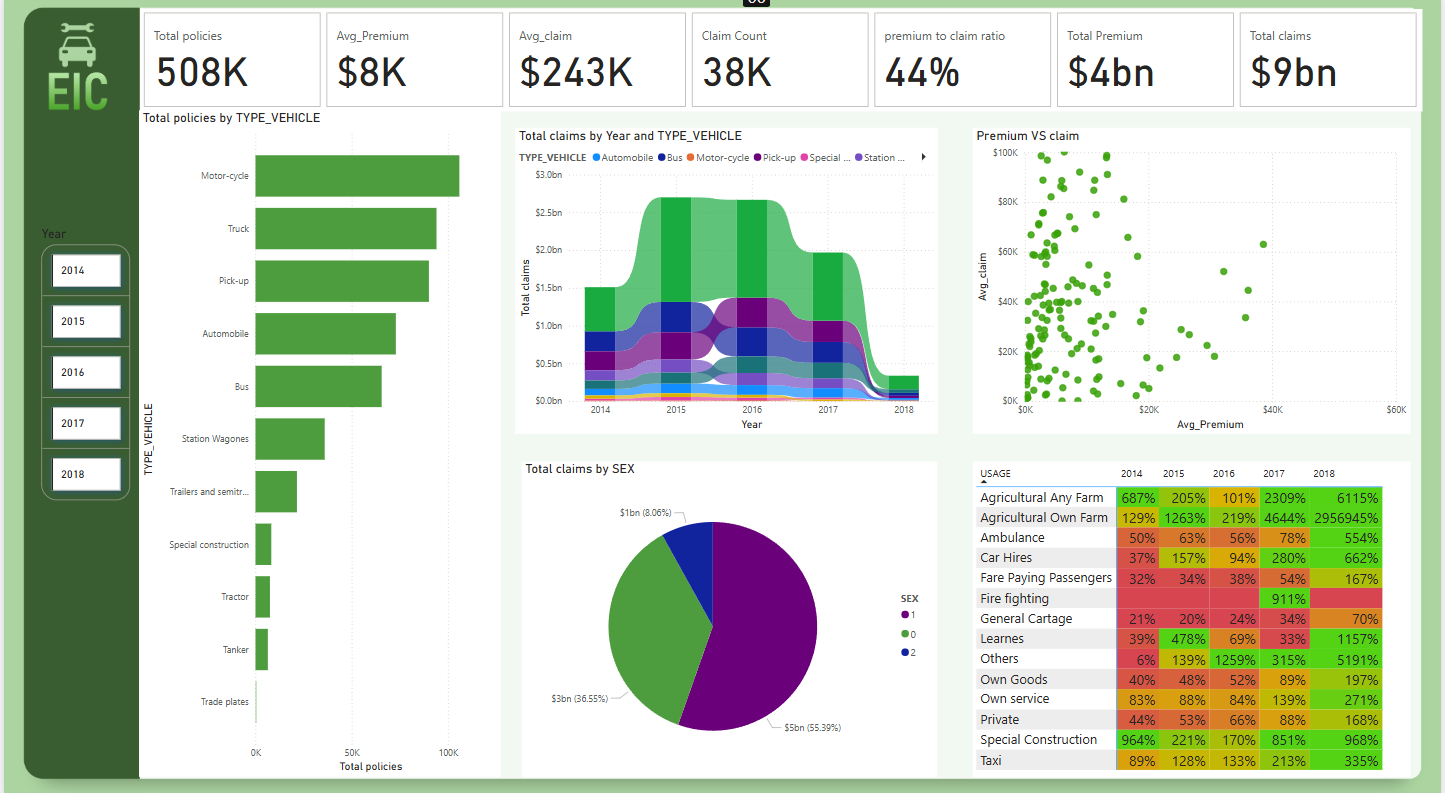 EIC
Total policies
508K
Avg_Premium
$8K
Avg_claim
$243K
Claim Count
38K
premium to claim ratio
44%
Total Premium
$4bn
Total claims
$9bn
Year
2014
2015
2016
2017
2018
Total policies by TYPE_VEHICLE
TYPE_VEHICLE
Motor-cycle
Truck
Pick-up
Automobile
Bus
Station Wagones
Trailers and semitr...
Special construction
Tractor
Tanker
Trade plates
0K 50K 100K
Total policies
Total claims by Year and TYPE_VEHICLE
TYPE_VEHICLE Automobile Bus Motor-cycle Pick-up Special ... Station ...
Total claims
$3.0bn
$2.5bn
$2.0bn
$1.5bn
$1.0bn
$0.5bn
$0.0bn
2014 2015 2016 2017 2018
Year
Premium VS claim
Avg_claim
$100K
$80K
$60K
$40K
$20K
$0K
$0K $20K $40K $60K
Avg_Premium
Total claims by SEX
$1bn (8.06%)
$3bn (36.55%)
$5bn (55.39%)
SEX
1
0
2
USAGE 2014 2015 2016 2017 2018
Agricultural Any Farm 687% 205% 101% 2309% 6115%
Agricultural Own Farm 129% 1263% 219% 4644% 2956945%
Ambulance 50% 63% 56% 78% 554%
Car Hires 37% 157% 94% 280% 662%
Fare Paying Passengers 32% 34% 38% 54% 167%
Fire fighting 911%
General Cartage 21% 20% 24% 34% 70%
Learnes 39% 478% 69% 33% 1157%
Others 6% 139% 1259% 315% 5191%
Own Goods 40% 48% 52% 89% 197%
Own service 83% 88% 84% 139% 271%
Private 44% 53% 66% 88% 168%
Special Construction 964% 221% 170% 851% 968%
Taxi 89% 128% 133% 213% 335%